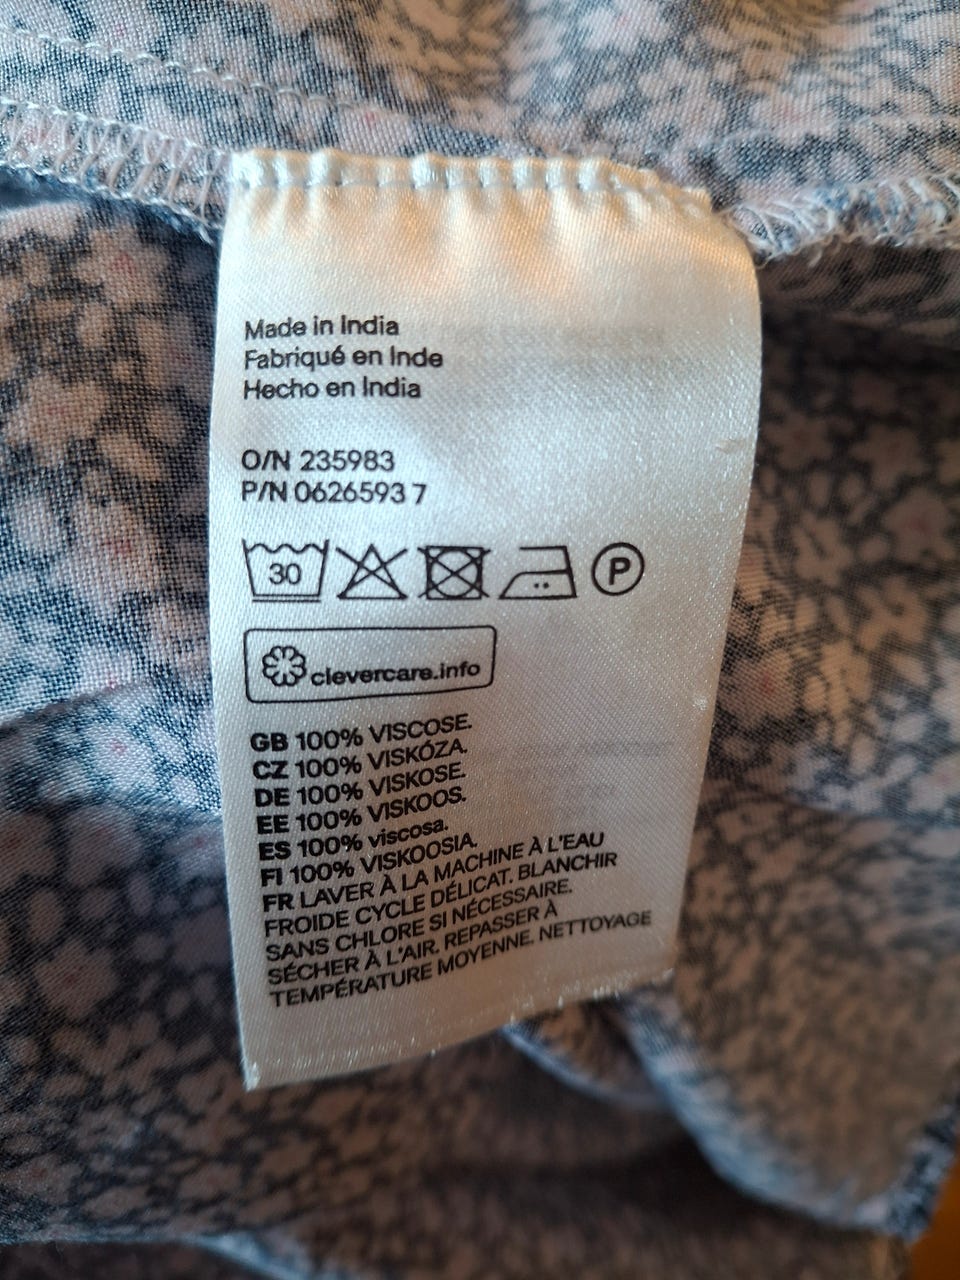 Made in India
Fabriqué en Inde
Hecho en India
O/N 235983
P/N 0626593 7
30
P
clevercare.info
GB 100% VISCOSE.
CZ 100% VISKÓZA.
DE 100% VISKOSE.
EE 100% VISKOOS.
ES 100% viscosa.
FI 100% VISKOOSIA.
FR LAVER À LA MACHINE À L'EAU
FROIDE CYCLE DÉLICAT. BLANCHIR
SANS CHLORE SI NÉCESSAIRE.
SÉCHER À L'AIR. REPASSER À
TEMPÉRATURE MOYENNE. NETTOYAGE